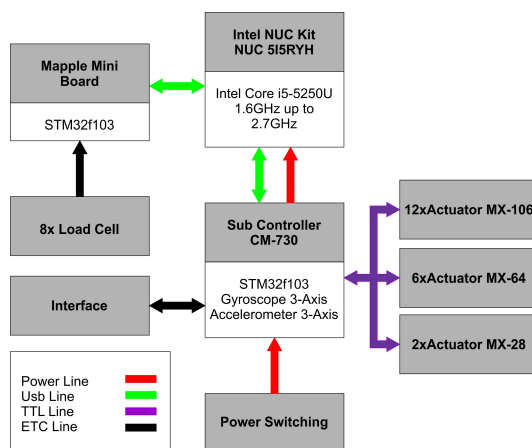 Intel NUC Kit
NUC 5I5RYH
Intel Core i5-5250U
1.6GHz up to
2.7GHz
Mapple Mini
Board
STM32f103
8x Load Cell
Sub Controller
CM-730
STM32f103
Gyroscope 3-Axis
Accelerometer 3-Axis
Interface
12xActuator MX-106
6xActuator MX-64
2xActuator MX-28
Power Switching
Power Line
Usb Line
TTL Line
ETC Line